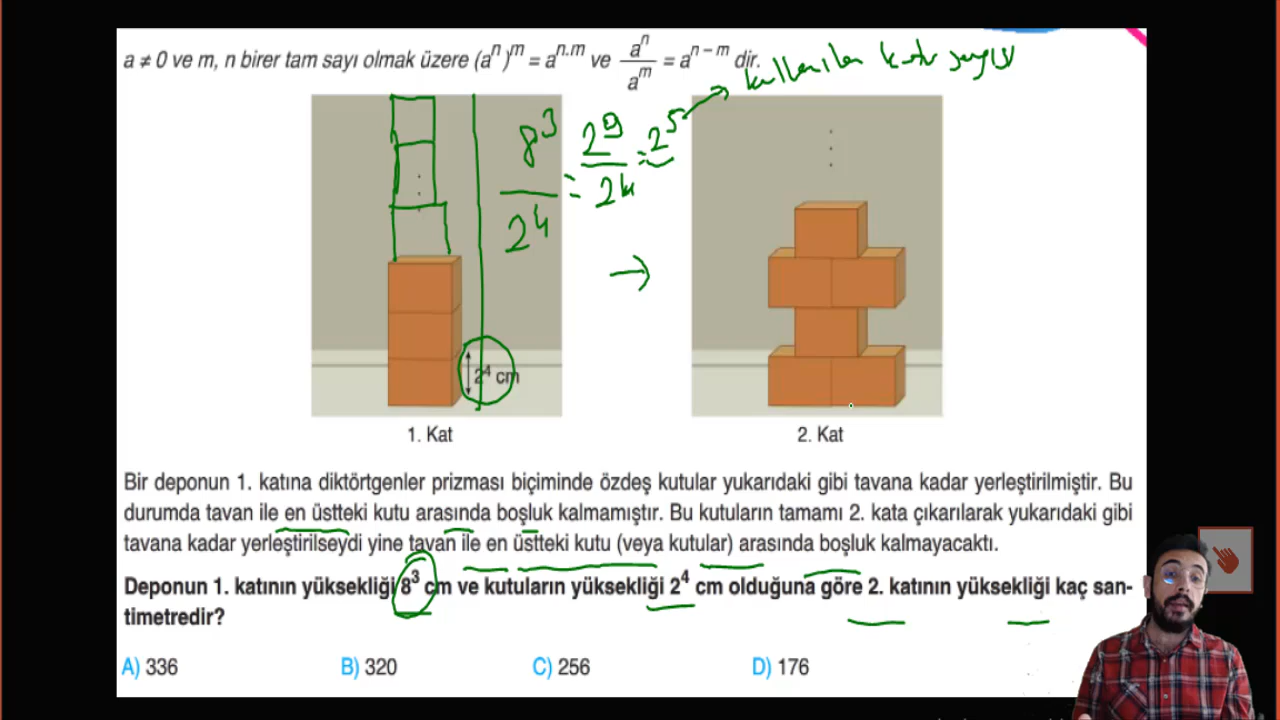 a ≠ 0 ve m, n birer tam sayı olmak üzere (aⁿ)ᵐ = aⁿ·ᵐ ve aⁿ/aᵐ = aⁿ⁻ᵐ dir.
kullanılan kutu sayısı
8³/2⁴ = 2⁹/2⁴ = 2⁵
2⁴ cm
1. Kat
2. Kat
Bir deponun 1. katına diktörtgenler prizması biçiminde özdeş kutular yukarıdaki gibi tavana kadar yerleştirilmiştir. Bu
durumda tavan ile en üstteki kutu arasında boşluk kalmamıştır. Bu kutuların tamamı 2. kata çıkarılarak yukarıdaki gibi
tavana kadar yerleştirilseydi yine tavan ile en üstteki kutu (veya kutular) arasında boşluk kalmayacaktı.
Deponun 1. katının yüksekliği 8³ cm ve kutuların yüksekliği 2⁴ cm olduğuna göre 2. katının yüksekliği kaç san-
timetredir?
A) 336 B) 320 C) 256 D) 176